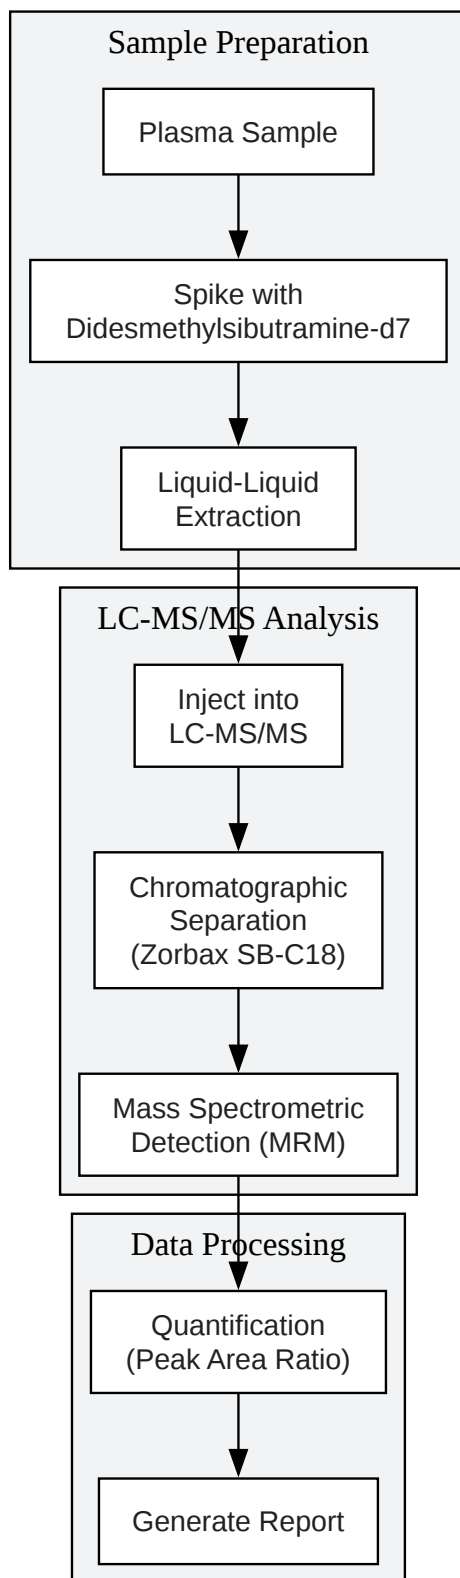 Sample Preparation
Plasma Sample
Spike with
Didesmethylsibutramine-d7
Liquid-Liquid
Extraction
LC-MS/MS Analysis
Inject into
LC-MS/MS
Chromatographic
Separation
(Zorbax SB-C18)
Mass Spectrometric
Detection (MRM)
Data Processing
Quantification
(Peak Area Ratio)
Generate Report